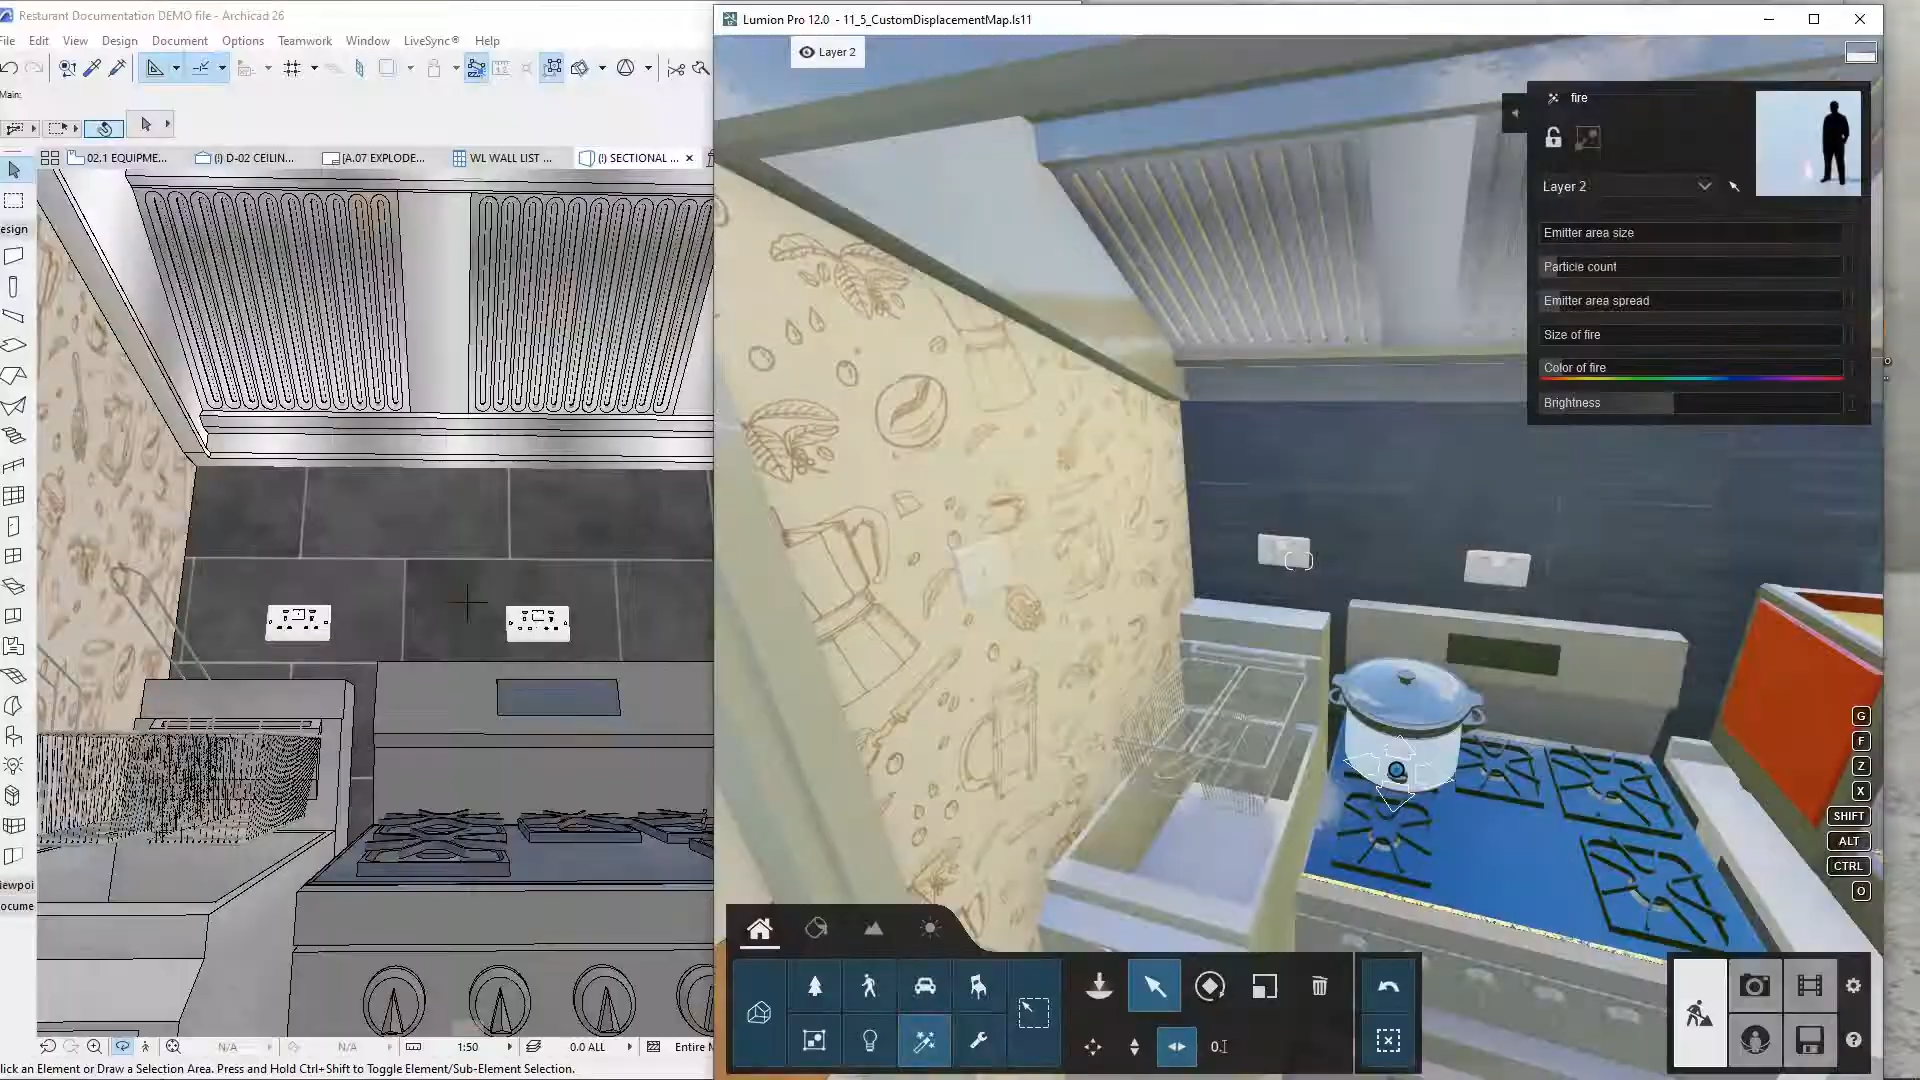 Resturant Documentation DEMO file - Archicad 26
File Edit View Design Document Options Teamwork Window LiveSync® Help
Main:
02.1 EQUIPME... (!) D-02 CEILIN... [A.07 EXPLODE... WL WALL LIST ... (!) SECTIONAL ...
esign
iewpoi
ocume
N/A N/A 1:50 0.0 ALL Entire M
lick an Element or Draw a Selection Area. Press and Hold Ctrl+Shift to Toggle Element/Sub-Element Selection.
Lumion Pro 12.0 - 11_5_CustomDisplacementMap.ls11
Layer 2
fire
Layer 2
Emitter area size
Particle count
Emitter area spread
Size of fire
Color of fire
Brightness
G
F
Z
X
SHIFT
ALT
CTRL
O
0.
?